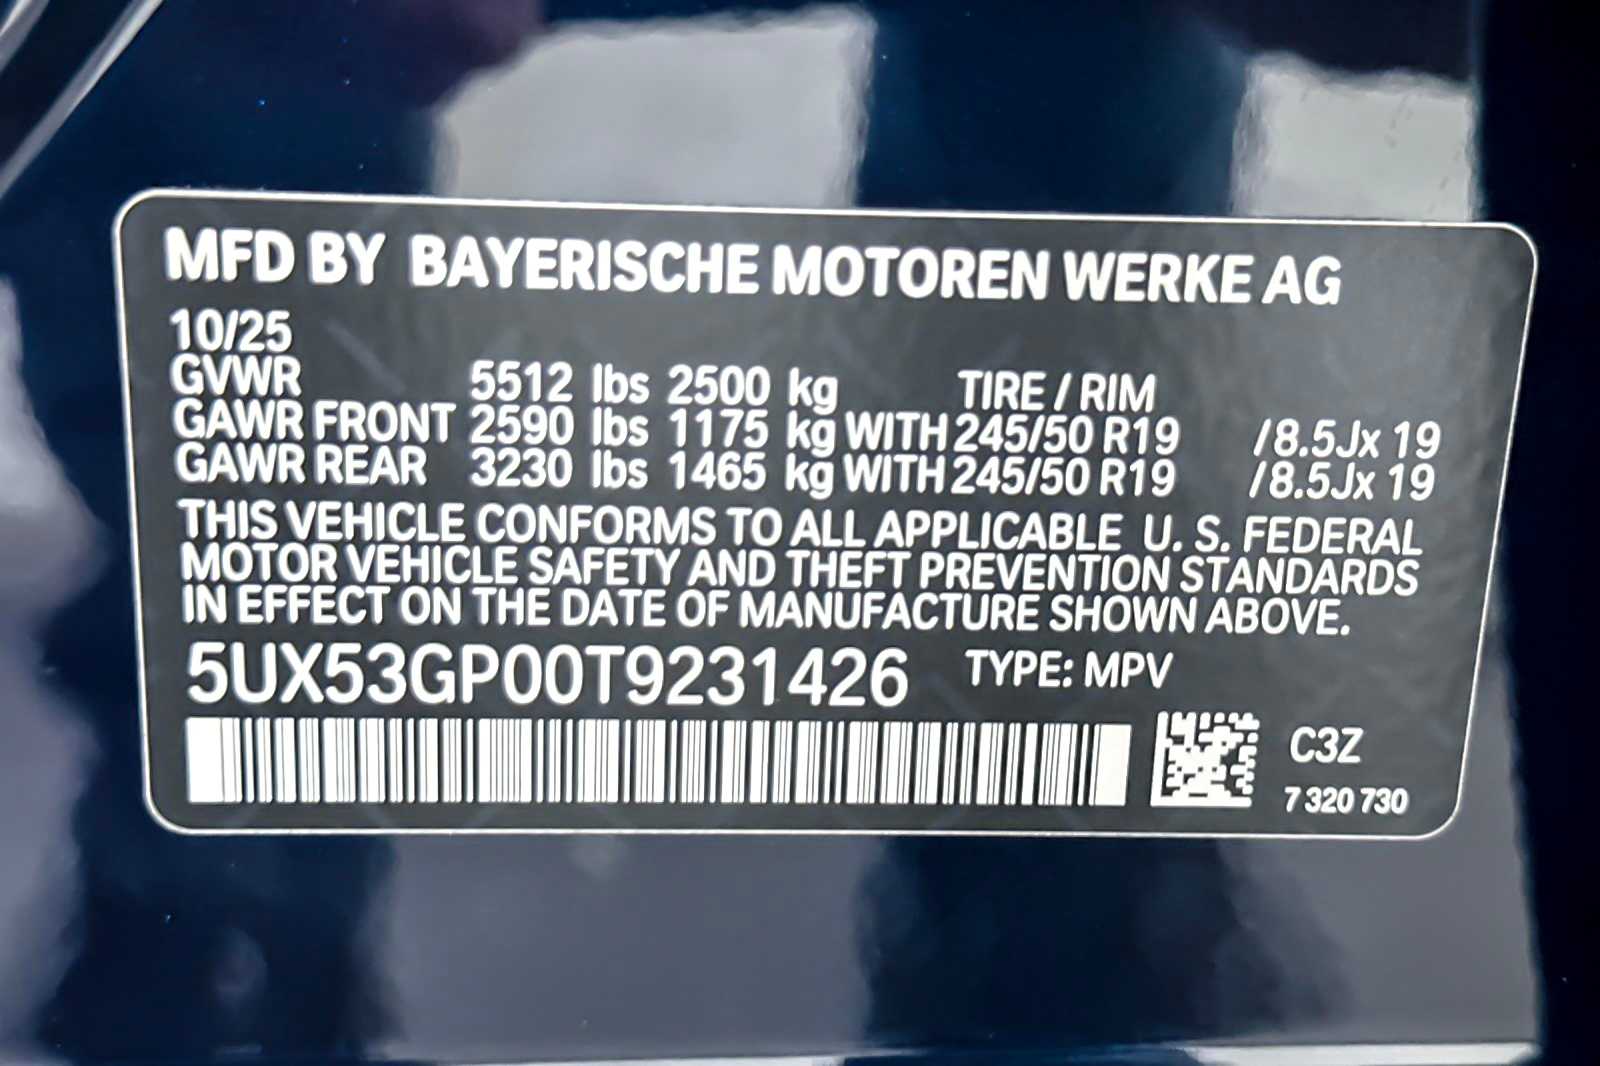 MFD BY BAYERISCHE MOTOREN WERKE AG
10/25
GVWR 5512 lbs 2500 kg TIRE / RIM
GAWR FRONT 2590 lbs 1175 kg WITH 245/50 R19 /8.5Jx 19
GAWR REAR 3230 lbs 1465 kg WITH 245/50 R19 /8.5Jx 19
THIS VEHICLE CONFORMS TO ALL APPLICABLE U. S. FEDERAL
MOTOR VEHICLE SAFETY AND THEFT PREVENTION STANDARDS
IN EFFECT ON THE DATE OF MANUFACTURE SHOWN ABOVE.
5UX53GP00T9231426 TYPE: MPV
C3Z
7 320 730